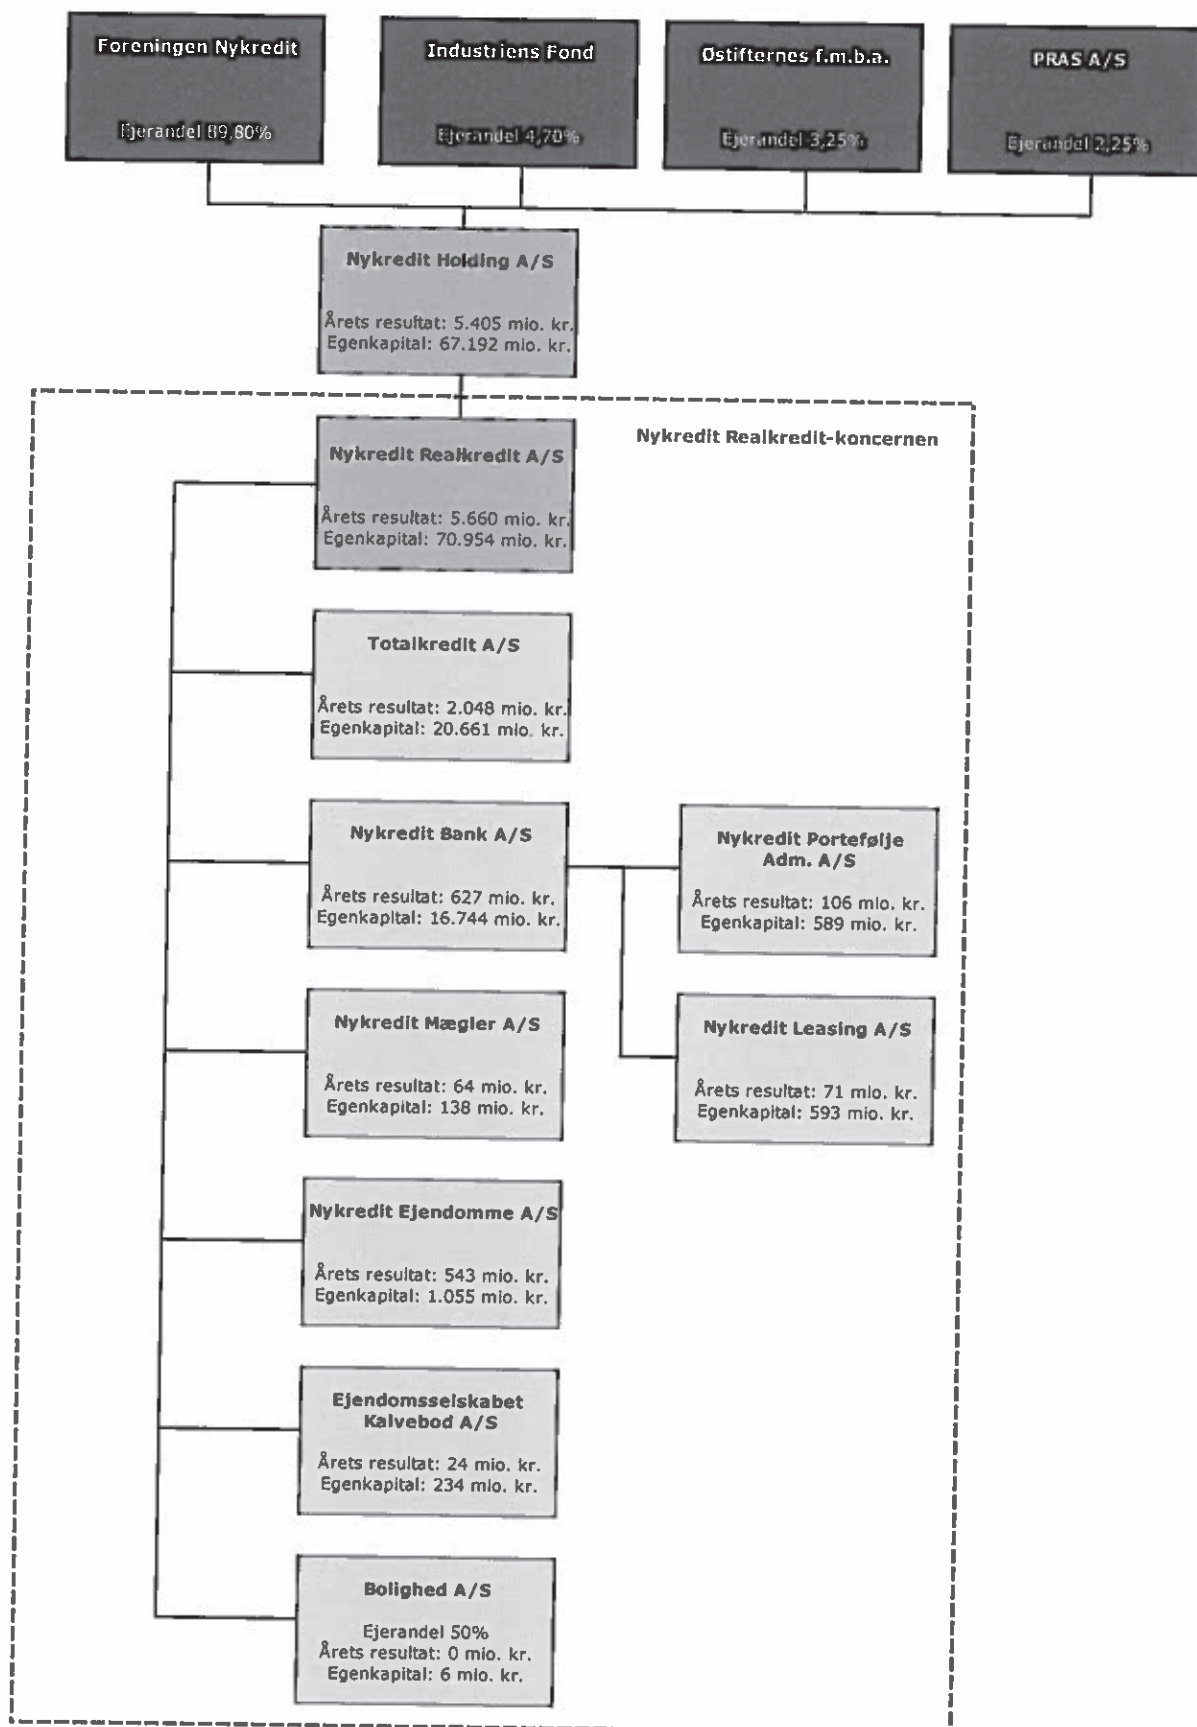 Foreningen Nykredit
Ejerandel 89,80%
Industriens Fond
Ejerandel 4,70%
Østifternes f.m.b.a.
Ejerandel 3,25%
PRAS A/S
Ejerandel 2,25%
Nykredit Holding A/S
Årets resultat: 5.405 mio. kr.
Egenkapital: 67.192 mio. kr.
Nykredit Realkredit-koncernen
Nykredit Realkredit A/S
Årets resultat: 5.660 mio. kr.
Egenkapital: 70.954 mio. kr.
Totalkredit A/S
Årets resultat: 2.048 mio. kr.
Egenkapital: 20.661 mio. kr.
Nykredit Bank A/S
Årets resultat: 627 mio. kr.
Egenkapital: 16.744 mio. kr.
Nykredit Portefølje
Adm. A/S
Årets resultat: 106 mio. kr.
Egenkapital: 589 mio. kr.
Nykredit Mægler A/S
Årets resultat: 64 mio. kr.
Egenkapital: 138 mio. kr.
Nykredit Leasing A/S
Årets resultat: 71 mio. kr.
Egenkapital: 593 mio. kr.
Nykredit Ejendomme A/S
Årets resultat: 543 mio. kr.
Egenkapital: 1.055 mio. kr.
Ejendomsselskabet
Kalvebod A/S
Årets resultat: 24 mio. kr.
Egenkapital: 234 mio. kr.
Bolighed A/S
Ejerandel 50%
Årets resultat: 0 mio. kr.
Egenkapital: 6 mio. kr.